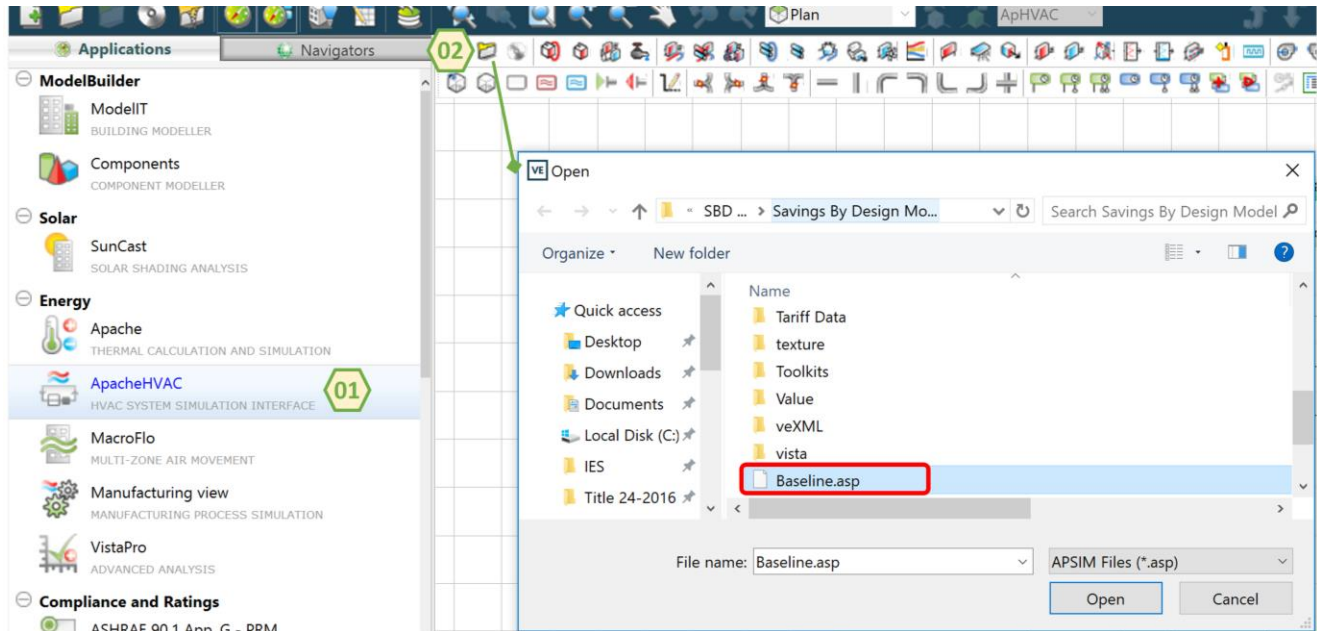 Plan
ApHVAC
Applications
Navigators
02
ModelBuilder
ModelIT
BUILDING MODELLER
Components
COMPONENT MODELLER
Solar
SunCast
SOLAR SHADING ANALYSIS
Energy
Apache
THERMAL CALCULATION AND SIMULATION
ApacheHVAC
HVAC SYSTEM SIMULATION INTERFACE
01
MacroFlo
MULTI-ZONE AIR MOVEMENT
Manufacturing view
MANUFACTURING PROCESS SIMULATION
VistaPro
ADVANCED ANALYSIS
Compliance and Ratings
ASHRAE 90.1 App. G - PRM
VE Open
« SBD ... > Savings By Design Mo...
Search Savings By Design Model
Organize
New folder
Quick access
Desktop
Downloads
Documents
Local Disk (C:)
IES
Title 24-2016
Name
Tariff Data
texture
Toolkits
Value
veXML
vista
Baseline.asp
File name: Baseline.asp
APSIM Files (*.asp)
Open
Cancel